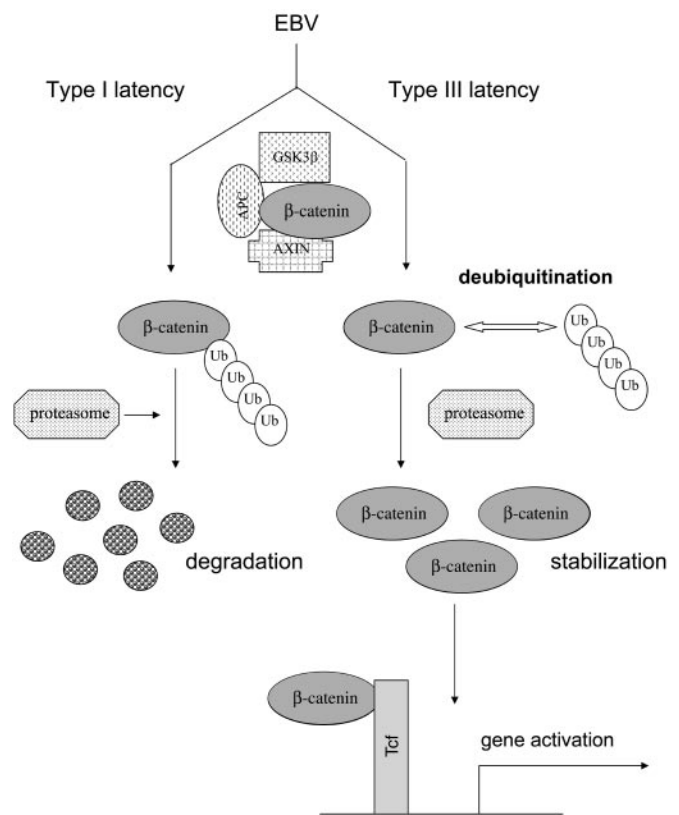 EBV
Type I latency
Type III latency
GSK3β
APC
β-catenin
AXIN
deubiquitination
β-catenin
Ub
Ub
Ub
Ub
β-catenin
Ub
Ub
Ub
Ub
proteasome
proteasome
degradation
β-catenin
β-catenin
β-catenin
stabilization
β-catenin
Tcf
gene activation